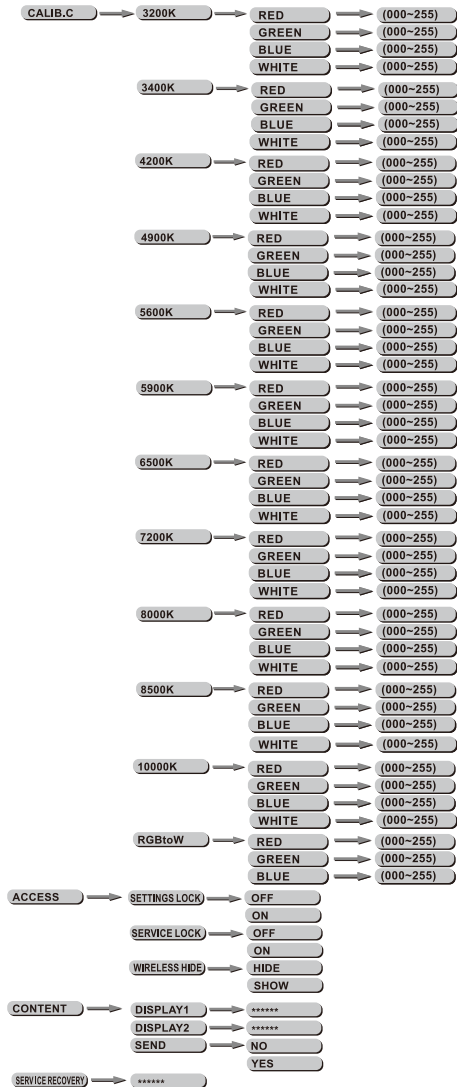 CALIB.C 3200K RED (000~255)
GREEN (000~255)
BLUE (000~255)
WHITE (000~255)
3400K RED (000~255)
GREEN (000~255)
BLUE (000~255)
WHITE (000~255)
4200K RED (000~255)
GREEN (000~255)
BLUE (000~255)
WHITE (000~255)
4900K RED (000~255)
GREEN (000~255)
BLUE (000~255)
WHITE (000~255)
5600K RED (000~255)
GREEN (000~255)
BLUE (000~255)
WHITE (000~255)
5900K RED (000~255)
GREEN (000~255)
BLUE (000~255)
WHITE (000~255)
6500K RED (000~255)
GREEN (000~255)
BLUE (000~255)
WHITE (000~255)
7200K RED (000~255)
GREEN (000~255)
BLUE (000~255)
WHITE (000~255)
8000K RED (000~255)
GREEN (000~255)
BLUE (000~255)
WHITE (000~255)
8500K RED (000~255)
GREEN (000~255)
BLUE (000~255)
WHITE (000~255)
10000K RED (000~255)
GREEN (000~255)
BLUE (000~255)
WHITE (000~255)
RGBtoW RED (000~255)
GREEN (000~255)
BLUE (000~255)
ACCESS SETTINGS LOCK OFF
ON
SERVICE LOCK OFF
ON
WIRELESS HIDE HIDE
SHOW
CONTENT DISPLAY1 ******
DISPLAY2 ******
SEND NO
YES
SERVICE RECOVERY ******